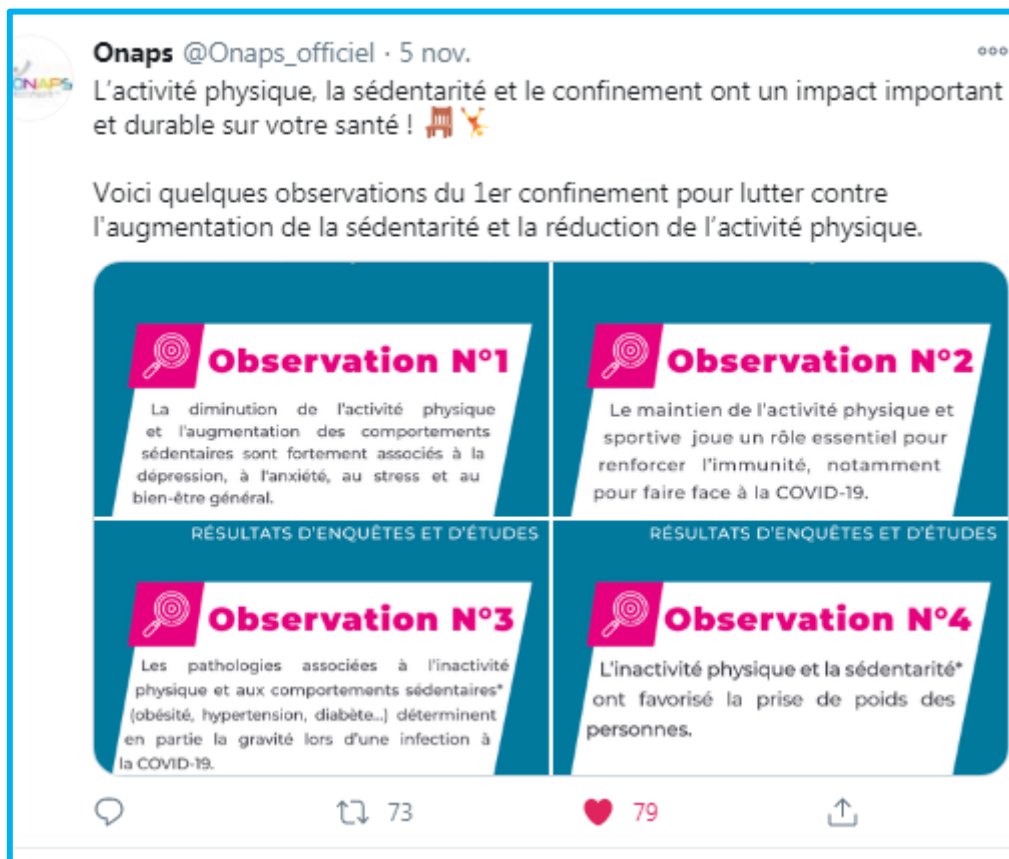 Onaps @Onaps_officiel · 5 nov.
ONAPS
L'activité physique, la sédentarité et le confinement ont un impact important
et durable sur votre santé !
Voici quelques observations du 1er confinement pour lutter contre
l'augmentation de la sédentarité et la réduction de l'activité physique.
Observation N°1
La diminution de l'activité physique
et l'augmentation des comportements
sédentaires sont fortement associés à la
dépression, à l'anxiété, au stress et au
bien-être général.
Observation N°2
Le maintien de l'activité physique et
sportive joue un rôle essentiel pour
renforcer l'immunité, notamment
pour faire face à la COVID-19.
RÉSULTATS D'ENQUÊTES ET D'ÉTUDES
Observation N°3
Les pathologies associées à l'inactivité
physique et aux comportements sédentaires*
(obésité, hypertension, diabète...) déterminent
en partie la gravité lors d'une infection à
la COVID-19.
RÉSULTATS D'ENQUÊTES ET D'ÉTUDES
Observation N°4
L'inactivité physique et la sédentarité*
ont favorisé la prise de poids des
personnes.
73
79